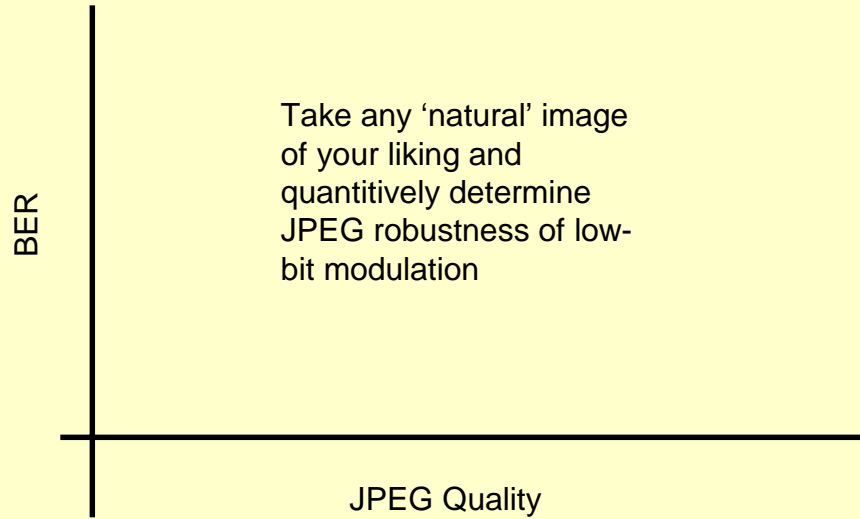 BER
Take any ‘natural’ image
of your liking and
quantitively determine
JPEG robustness of low-
bit modulation
JPEG Quality